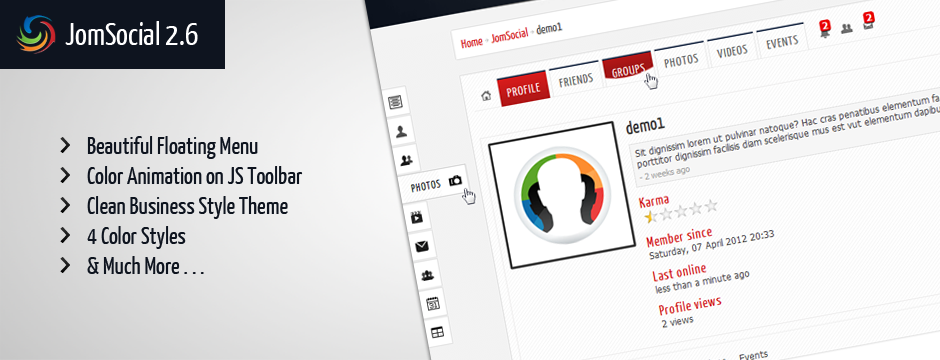 JomSocial 2.6
Beautiful Floating Menu
Color Animation on JS Toolbar
Clean Business Style Theme
4 Color Styles
& Much More . . .
Home » JomSocial » demo1
PROFILE FRIENDS GROUPS PHOTOS VIDEOS EVENTS 2 2
demo1
Sit dignissim lorem ut pulvinar natoque? Hac cras penatibus elementum fa
porttitor dignissim facilisis diam scelerisque mus est vut elementum dapibu
- 2 weeks ago
PHOTOS
Karma
Member since
Saturday, 07 April 2012 20:33
Last online
less than a minute ago
Profile views
2 views
31
Events